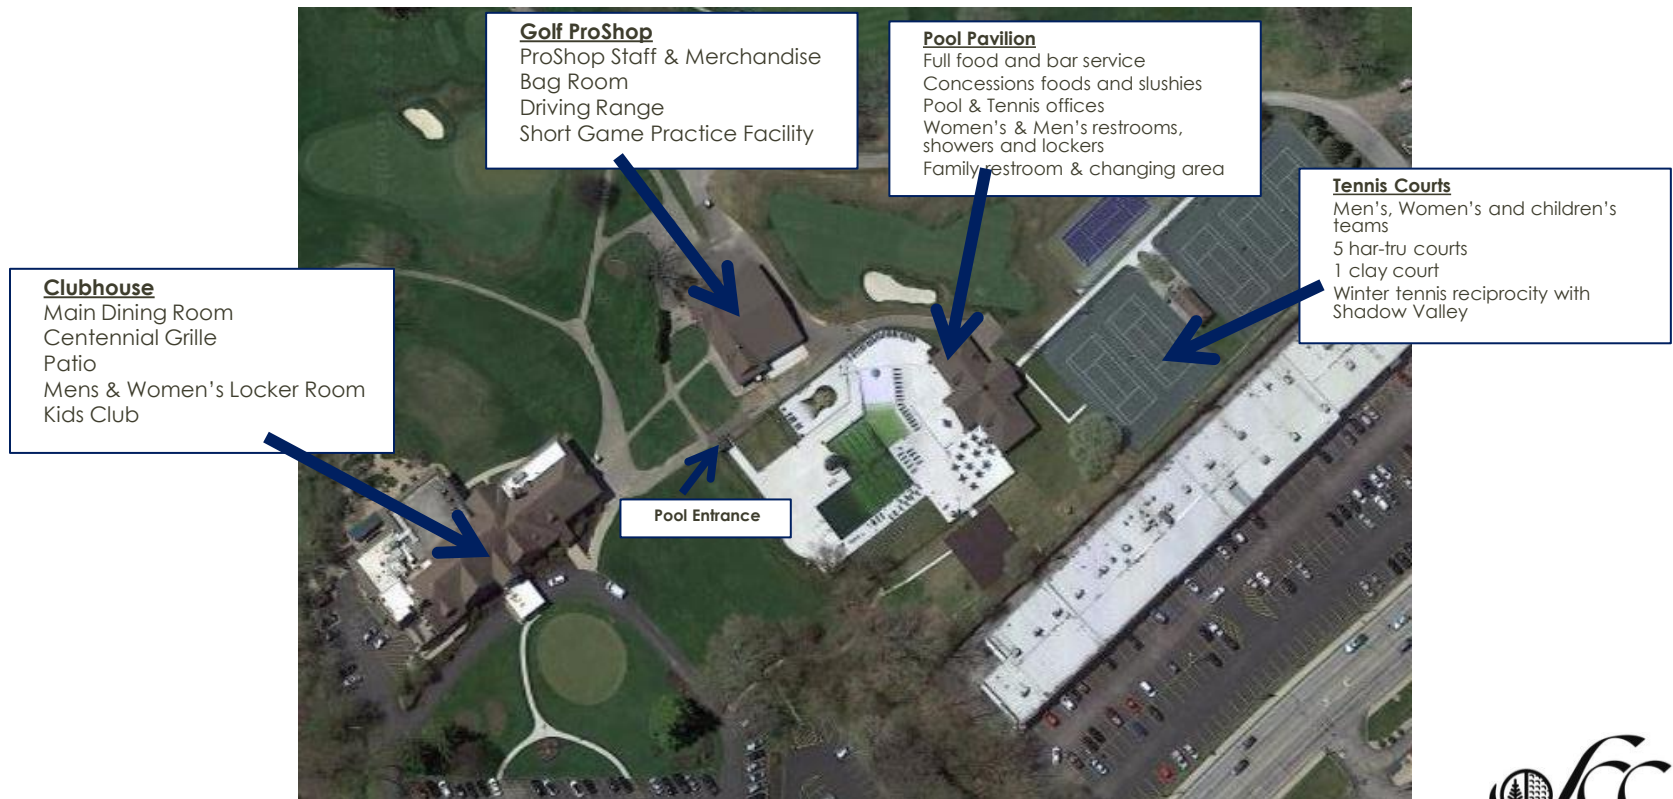 Golf ProShop
ProShop Staff & Merchandise
Bag Room
Driving Range
Short Game Practice Facility
Pool Pavilion
Full food and bar service
Concessions foods and slushies
Pool & Tennis offices
Women’s & Men’s restrooms,
showers and lockers
Family restroom & changing area
Tennis Courts
Men’s, Women’s and children’s
teams
5 har-tru courts
1 clay court
Winter tennis reciprocity with
Shadow Valley
Clubhouse
Main Dining Room
Centennial Grille
Patio
Mens & Women’s Locker Room
Kids Club
Pool Entrance